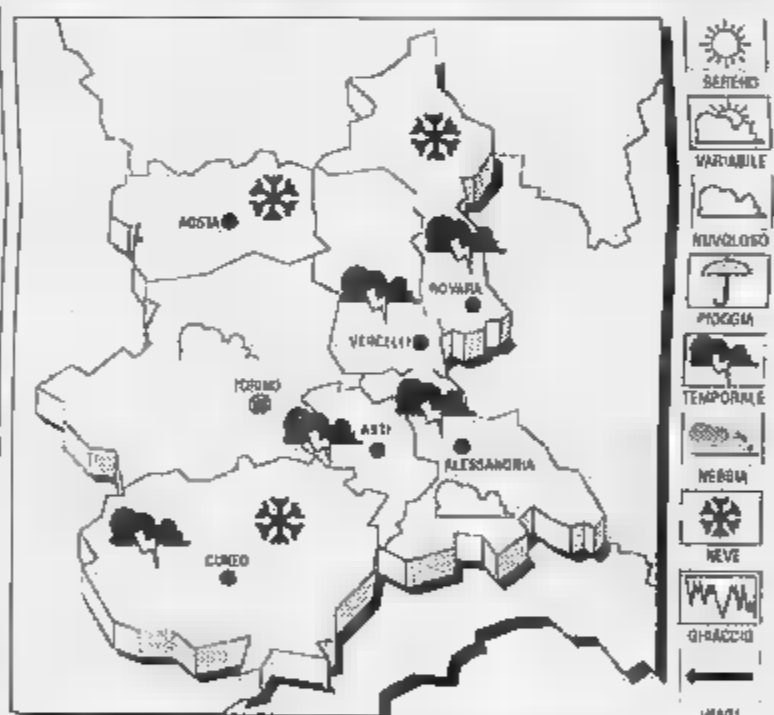 SERENO
VARIABILE
NUVOLOSO
PIOGGIA
TEMPORALE
NEBBIA
NEVE
GHIACCIO
AOSTA
NOVARA
VERCELLI
TORINO
ASTI
ALESSANDRIA
CUNEO